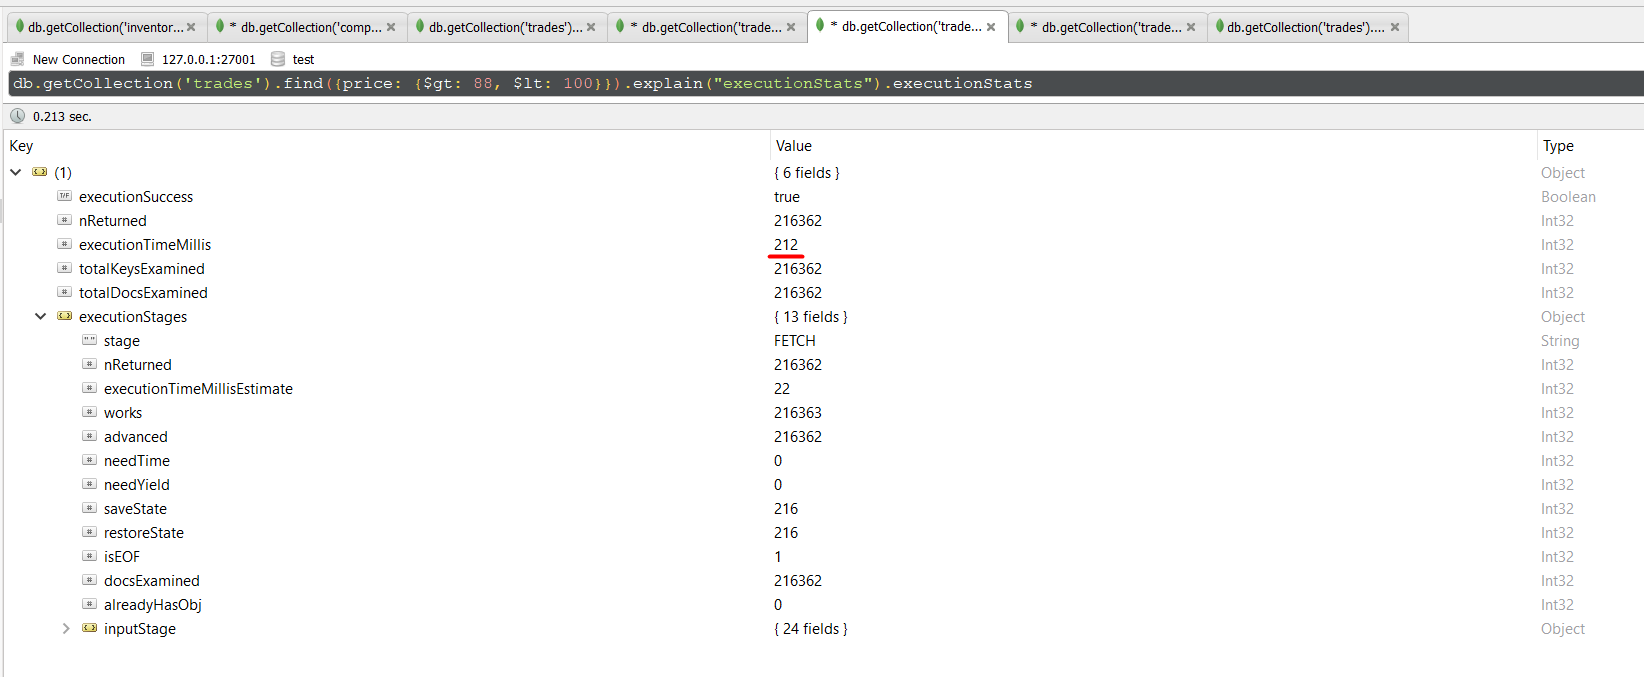 db.getCollection('inventor... * db.getCollection('comp... db.getCollection('trades')... * db.getCollection('trade... * db.getCollection('trade... * db.getCollection('trade... db.getCollection('trades')....
New Connection 127.0.0.1:27001 test
db.getCollection('trades').find({price: {$gt: 88, $lt: 100}}).explain("executionStats").executionStats
0.213 sec.
Key Value Type
(1) { 6 fields } Object
T/F executionSuccess true Boolean
# nReturned 216362 Int32
# executionTimeMillis 212 Int32
# totalKeysExamined 216362 Int32
# totalDocsExamined 216362 Int32
executionStages { 13 fields } Object
" " stage FETCH String
# nReturned 216362 Int32
# executionTimeMillisEstimate 22 Int32
# works 216363 Int32
# advanced 216362 Int32
# needTime 0 Int32
# needYield 0 Int32
# saveState 216 Int32
# restoreState 216 Int32
# isEOF 1 Int32
# docsExamined 216362 Int32
# alreadyHasObj 0 Int32
inputStage { 24 fields } Object